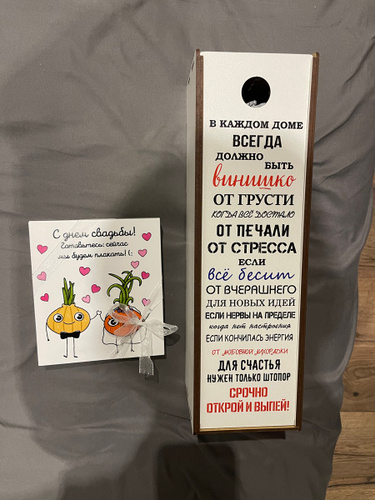 С днем свадьбы!
Готовьтесь: сейчас
мы будем плакать! (:
В КАЖДОМ ДОМЕ
ВСЕГДА
ДОЛЖНО
БЫТЬ
винишко
ОТ ГРУСТИ
КОГДА ВСЁ ДОСТАЛО
ОТ ПЕЧАЛИ
ОТ СТРЕССА
ЕСЛИ
всё бесит
ОТ ВЧЕРАШНЕГО
ДЛЯ НОВЫХ ИДЕЙ
ЕСЛИ НЕРВЫ НА ПРЕДЕЛЕ
когда нет настроения
ЕСЛИ КОНЧИЛАСЬ ЭНЕРГИЯ
ОТ ЛЮБОВНОЙ ЛИХОРАДКИ
ДЛЯ СЧАСТЬЯ
НУЖЕН ТОЛЬКО ШТОПОР
СРОЧНО
ОТКРОЙ И ВЫПЕЙ!